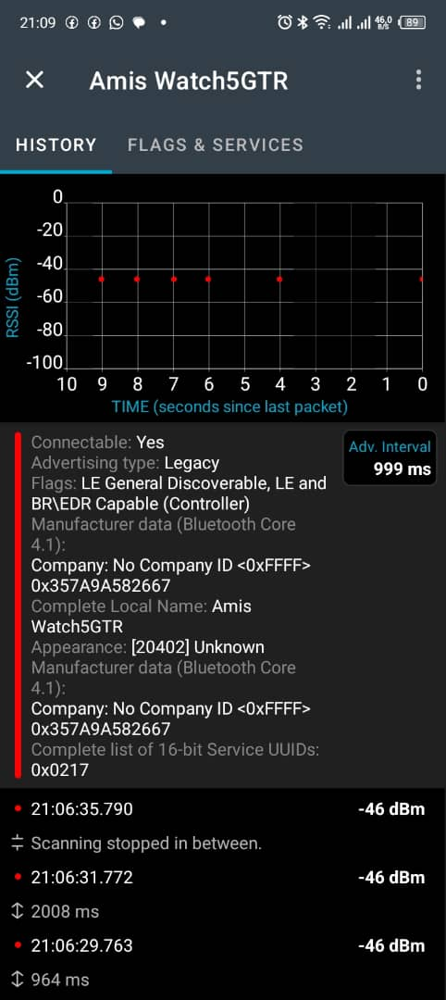 21:09
46,0 B/S
89
Amis Watch5GTR
HISTORY
FLAGS & SERVICES
0
-20
-40
-60
-80
-100
RSSI (dBm)
10 9 8 7 6 5 4 3 2 1 0
TIME (seconds since last packet)
Connectable: Yes
Adv. Interval
999 ms
Advertising type: Legacy
Flags: LE General Discoverable, LE and
BR\EDR Capable (Controller)
Manufacturer data (Bluetooth Core
4.1):
Company: No Company ID <0xFFFF>
0x357A9A582667
Complete Local Name: Amis
Watch5GTR
Appearance: [20402] Unknown
Manufacturer data (Bluetooth Core
4.1):
Company: No Company ID <0xFFFF>
0x357A9A582667
Complete list of 16-bit Service UUIDs:
0x0217
21:06:35.790 -46 dBm
Scanning stopped in between.
21:06:31.772 -46 dBm
2008 ms
21:06:29.763 -46 dBm
964 ms